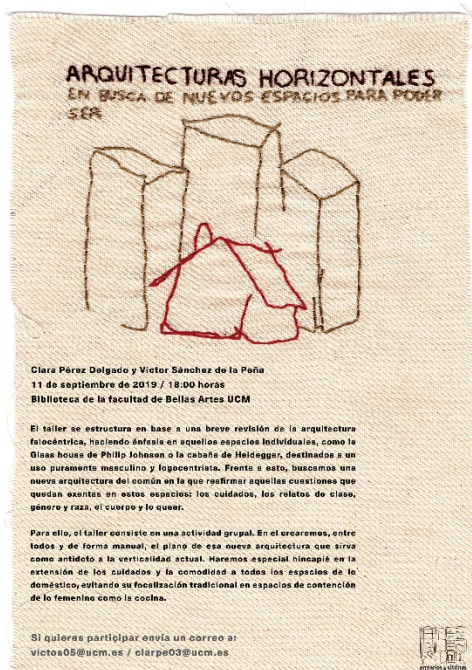 ARQUITECTURAS HORIZONTALES
EN BUSCA DE NUEVOS ESPACIOS PARA PODER
SER
Clara Pérez Delgado y Víctor Sánchez de la Peña
11 de septiembre de 2019 / 18:00 horas
Biblioteca de la facultad de Bellas Artes UCM
El taller se estructura en base a una breve revisión de la arquitectura
falocéntrica, haciendo énfasis en aquellos espacios individuales, como la
Glass house de Philip Johnson o la cabaña de Heidegger, destinados a un
uso puramente masculino y logocentrista. Frente a esto, buscamos una
nueva arquitectura del común en la que reafirmar aquellas cuestiones que
quedan exentas en estos espacios: los cuidados, los relatos de clase,
género y raza, el cuerpo y lo queer.
Para ello, el taller consiste en una actividad grupal. En el crearemos, entre
todos y de forma manual, el plano de esa nueva arquitectura que sirva
como antídoto a la verticalidad actual. Haremos especial hincapié en la
extensión de los cuidados y la comodidad a todos los espacios de lo
doméstico, evitando su focalización tradicional en espacios de contención
de lo femenino como la cocina.
Si quieres participar envía un correo a:
victos05@ucm.es / clarpe03@ucm.es